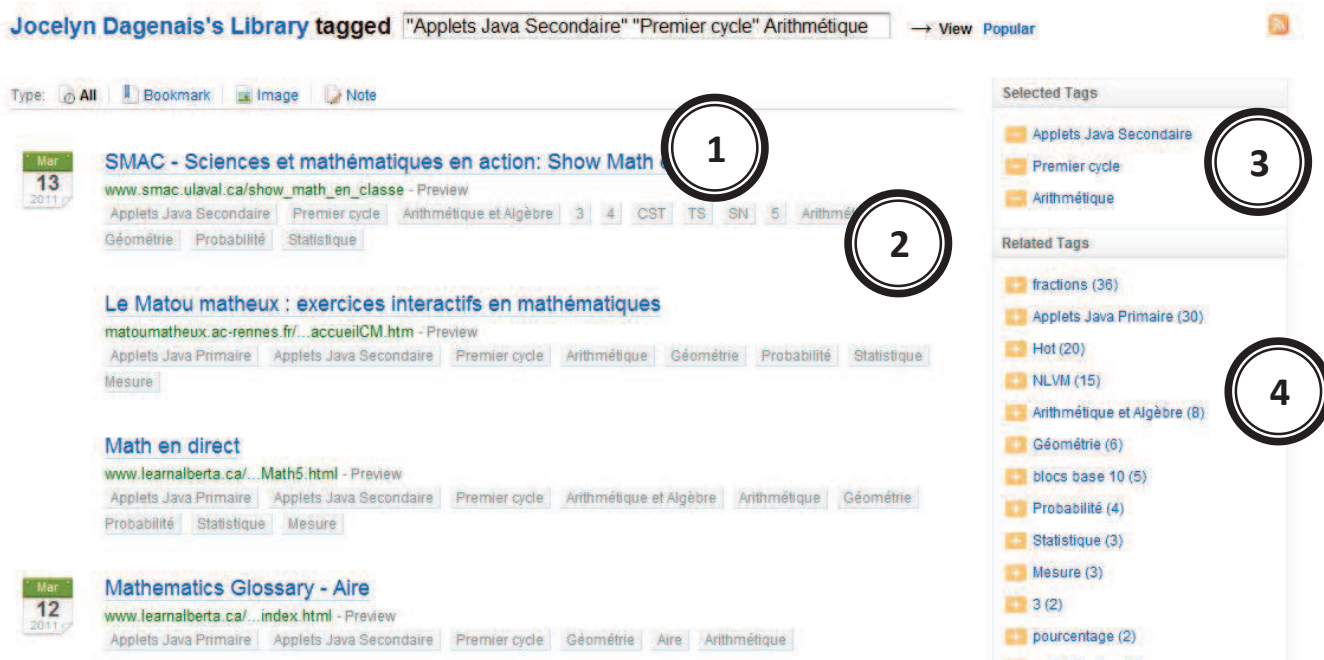 Jocelyn Dagenais's Library tagged "Applets Java Secondaire" "Premier cycle" Arithmétique → View Popular
Type: All Bookmark Image Note
Mar
13
2011
SMAC - Sciences et mathématiques en action: Show Math
1
www.smac.ulaval.ca/show_math_en_classe - Preview
Applets Java Secondaire Premier cycle Arithmétique et Algèbre 3 4 CST TS SN 5
Géométrie Probabilité Statistique
2
Le Matou matheux : exercices interactifs en mathématiques
matoumatheux.ac-rennes.fr/...accueilCM.htm - Preview
Applets Java Primaire Applets Java Secondaire Premier cycle Arithmétique Géométrie Probabilité Statistique
Mesure
Math en direct
www.learnalberta.ca/...Math5.html - Preview
Applets Java Primaire Applets Java Secondaire Premier cycle Arithmétique et Algèbre Arithmétique Géométrie
Probabilité Statistique Mesure
Mar
12
2011
Mathematics Glossary - Aire
www.learnalberta.ca/...index.html - Preview
Applets Java Primaire Applets Java Secondaire Premier cycle Géométrie Aire Arithmétique
Selected Tags
Applets Java Secondaire
Premier cycle
Arithmétique
3
Related Tags
fractions (36)
Applets Java Primaire (30)
Hot (20)
NLVM (15)
Arithmétique et Algèbre (8)
4
Géométrie (6)
blocs base 10 (5)
Probabilité (4)
Statistique (3)
Mesure (3)
3 (2)
pourcentage (2)